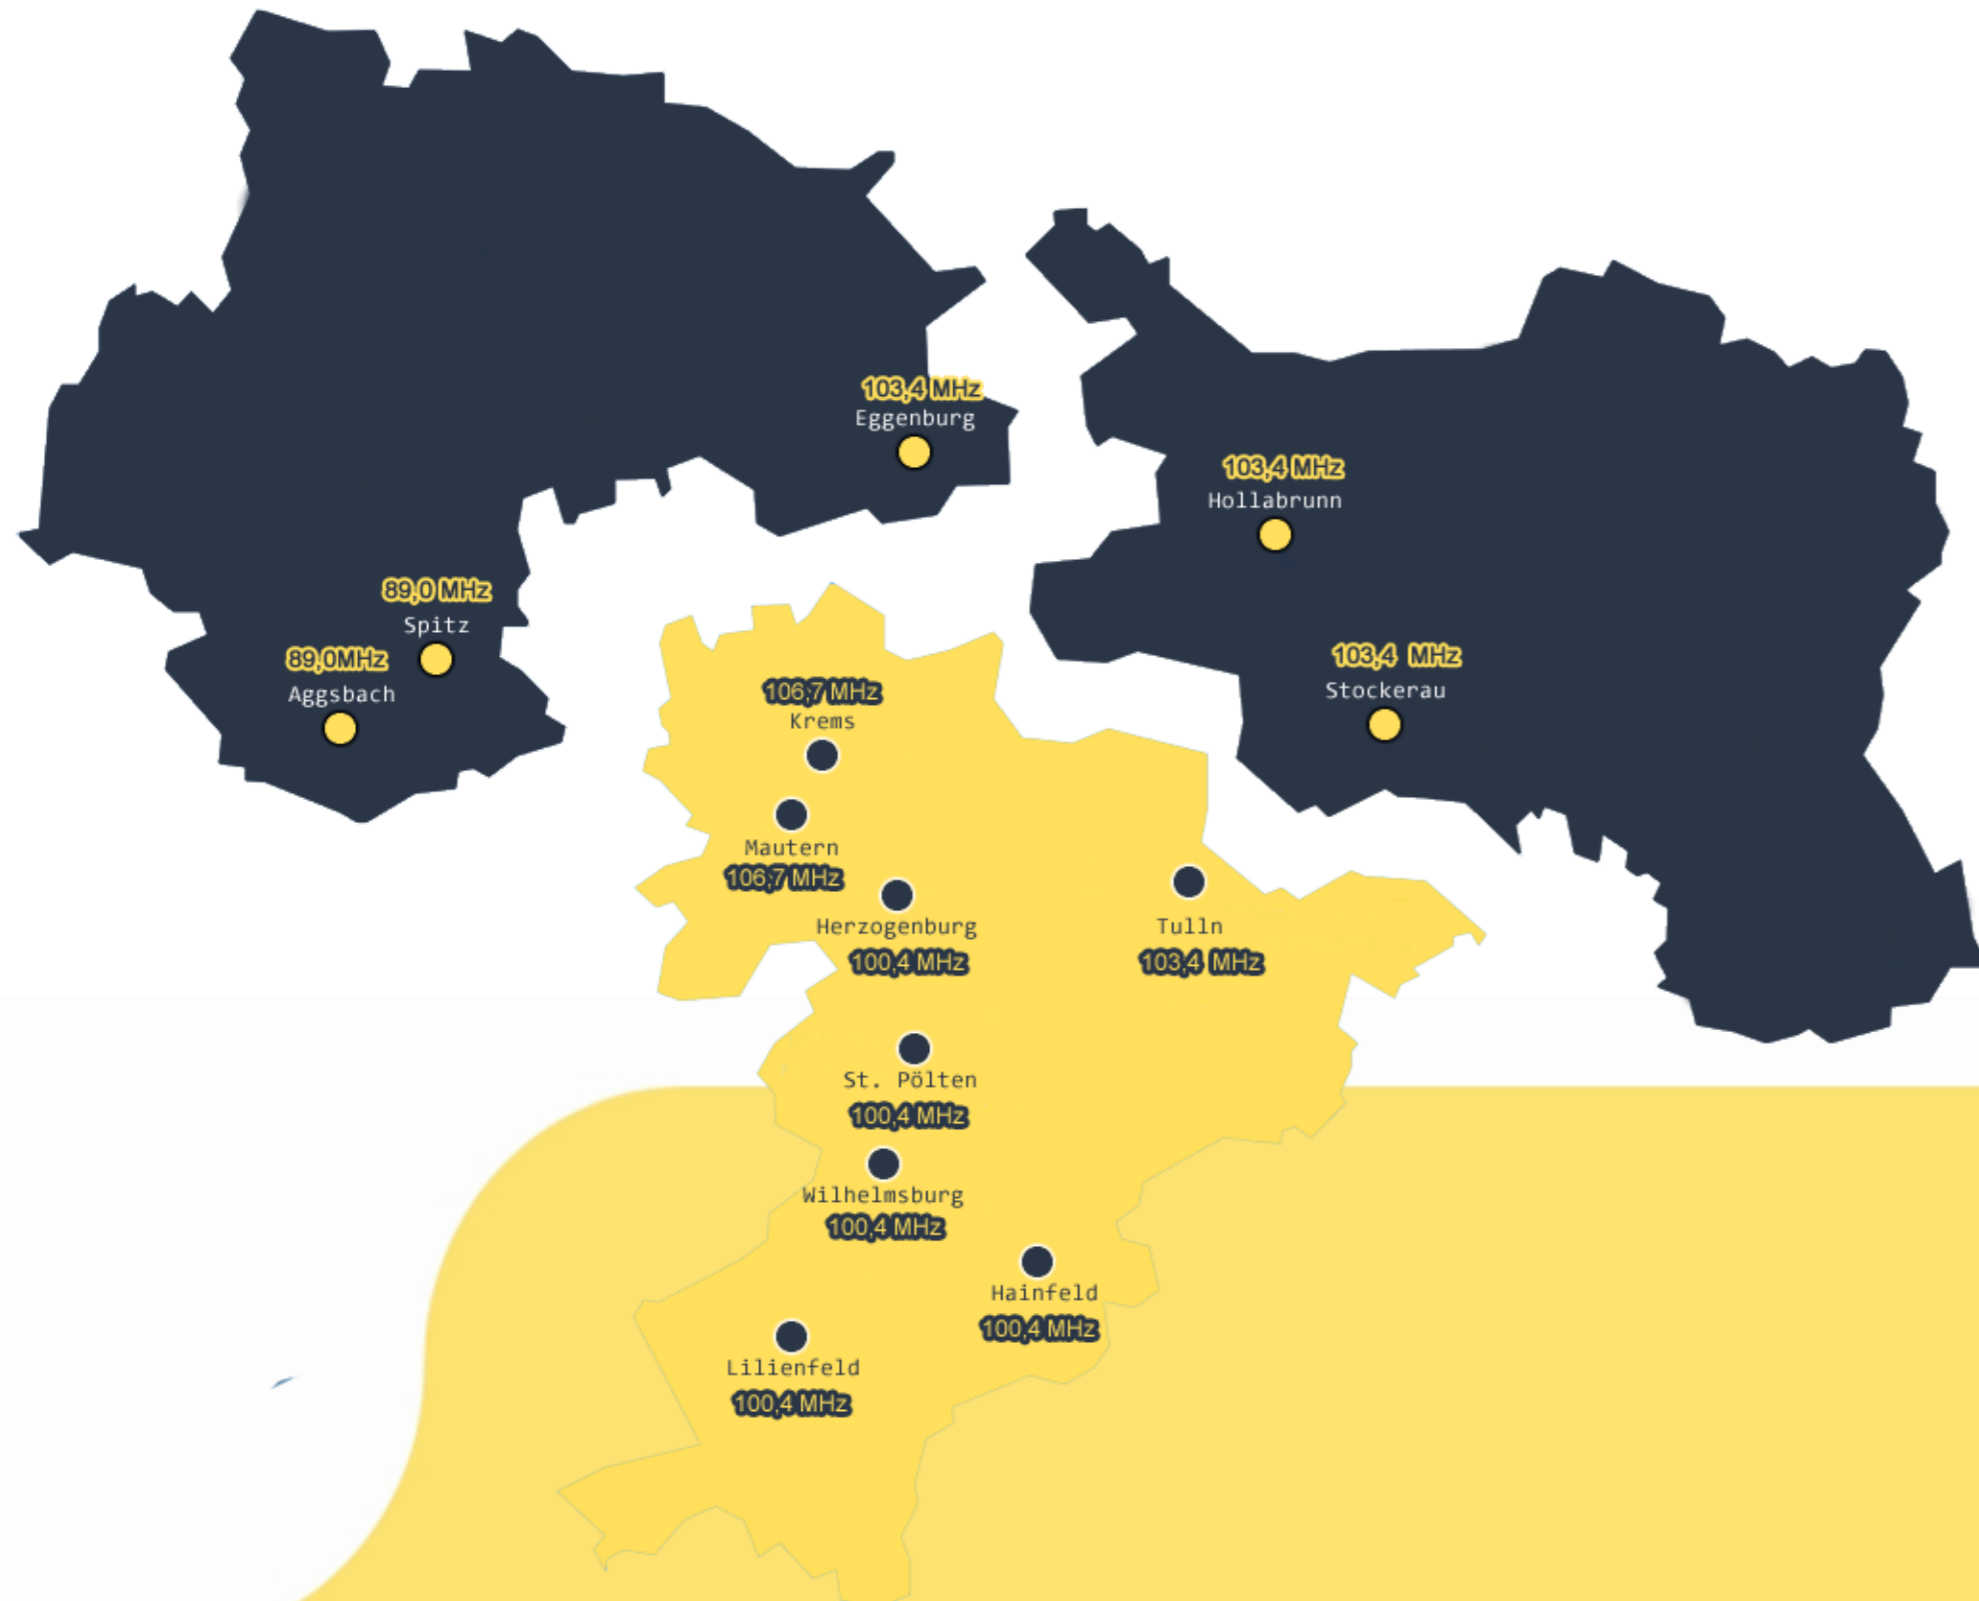 103,4 MHz
Eggenburg
103,4 MHz
Hollabrunn
89,0 MHz
Spitz
89,0MHz
Aggsbach
103,4 MHz
Stockerau
106,7 MHz
Krems
Mautern
106,7 MHz
Herzogenburg
100,4 MHz
Tulln
103,4 MHz
St. Pölten
100,4 MHz
Wilhelmsburg
100,4 MHz
Hainfeld
100,4 MHz
Lilienfeld
100,4 MHz